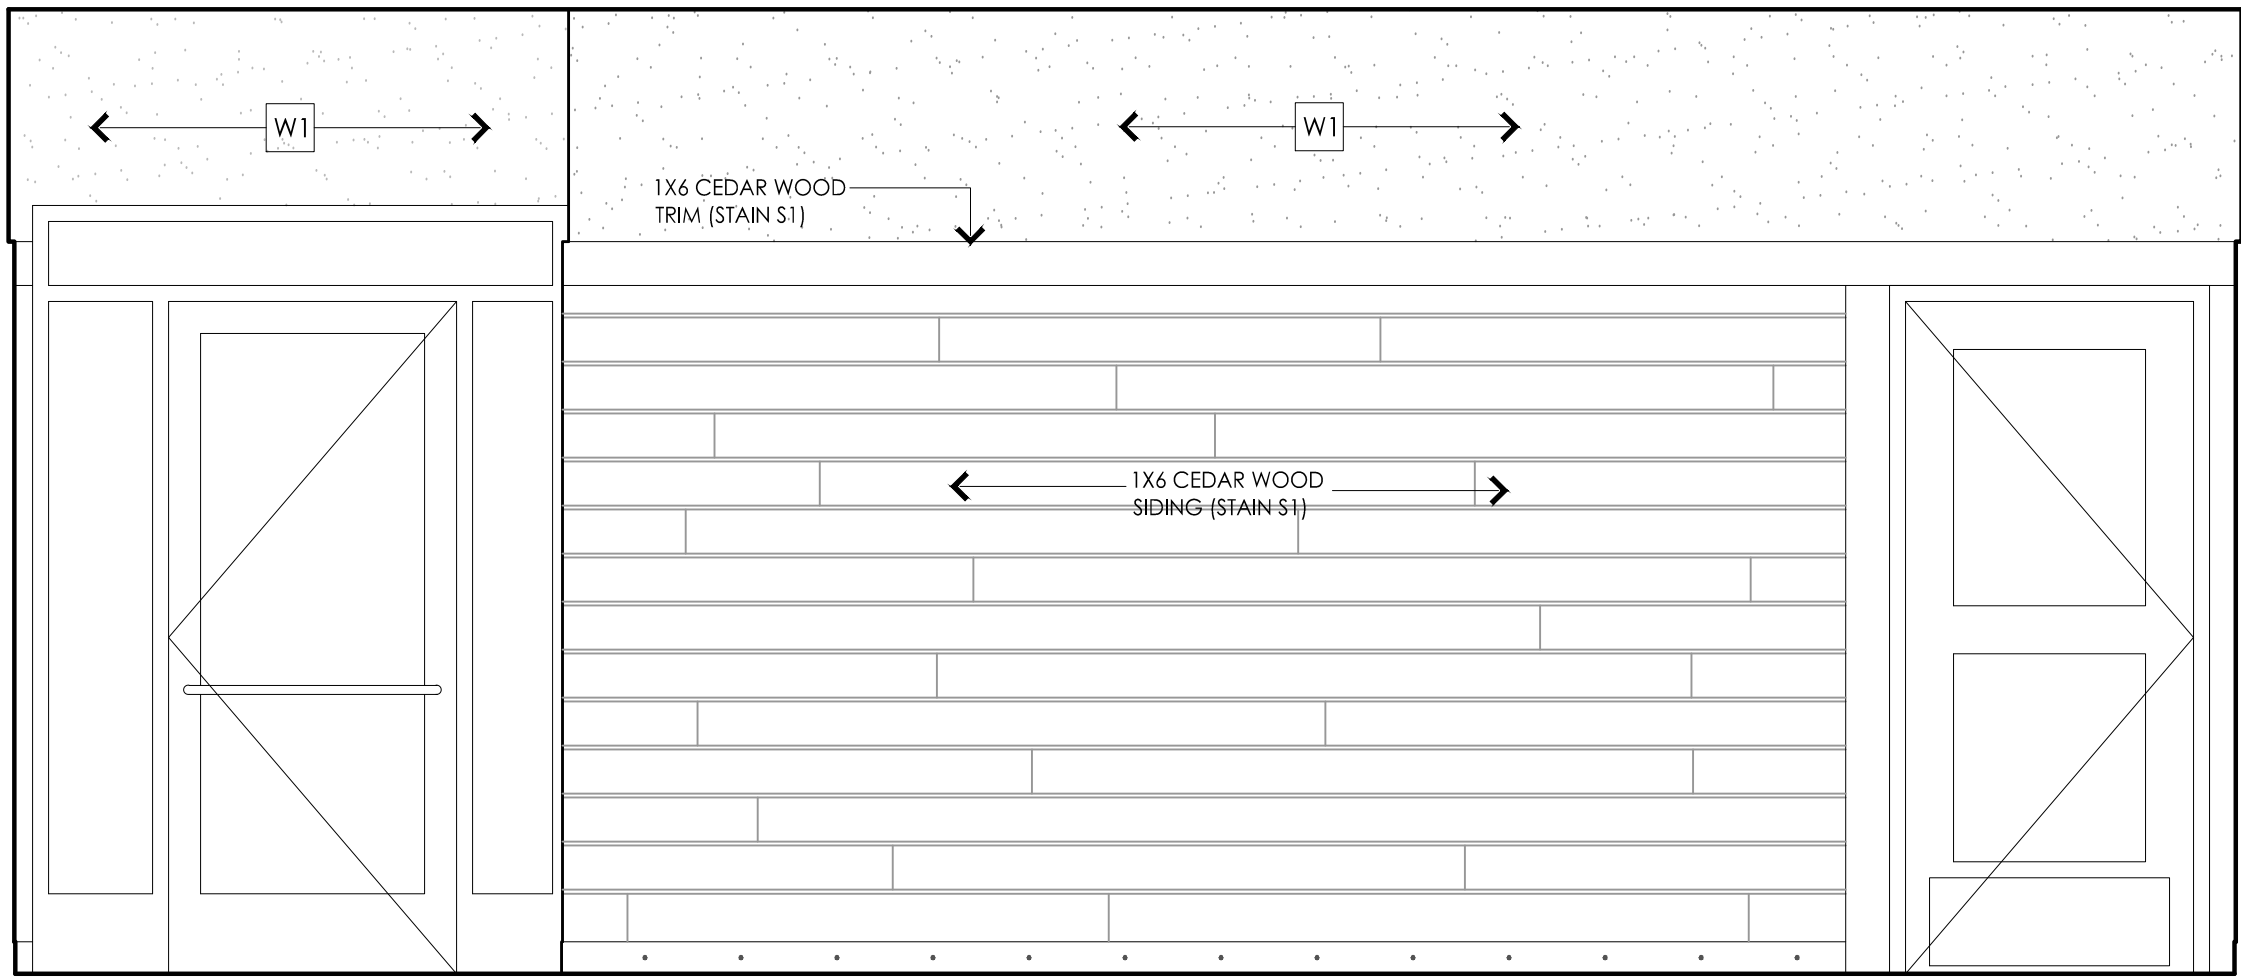 W1
W1
1X6 CEDAR WOOD
TRIM (STAIN S1)
1X6 CEDAR WOOD
SIDING (STAIN S1)